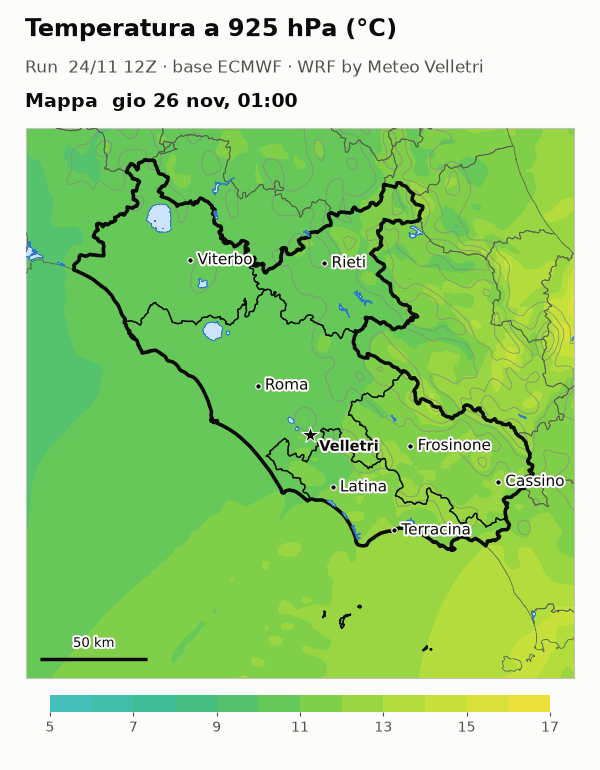 Temperatura a 925 hPa (°C)
Run  24/11 12Z · base ECMWF · WRF by Meteo Velletri
Mappa  gio 26 nov, 01:00
Viterbo
Rieti
Roma
Velletri
Frosinone
Cassino
Latina
Terracina
50 km
5 7 9 11 13 15 17